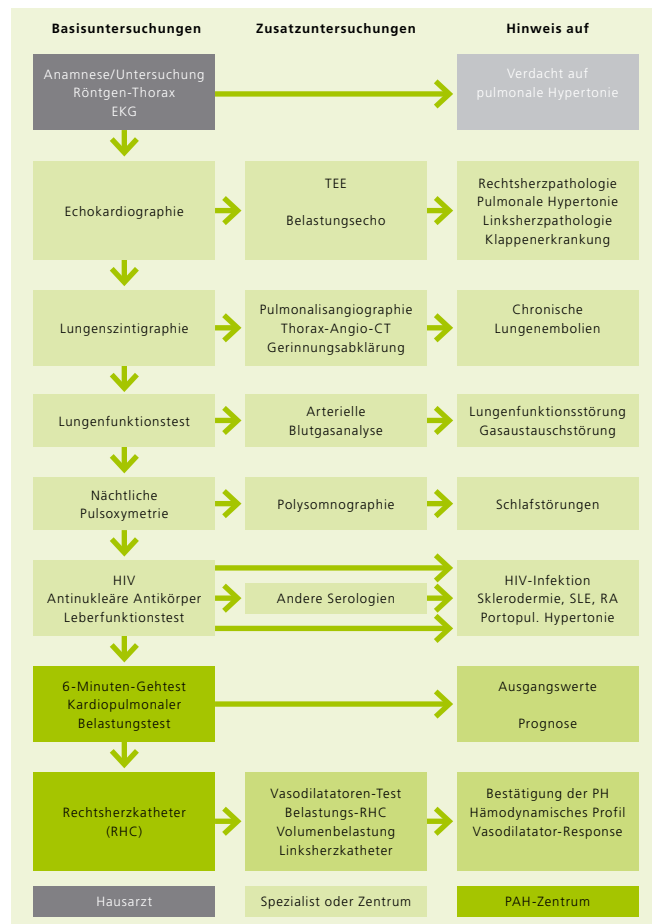 Basisuntersuchungen
Zusatzuntersuchungen
Hinweis auf
Anamnese/Untersuchung
Röntgen-Thorax
EKG
Verdacht auf
pulmonale Hypertonie
Echokardiographie
TEE
Belastungsecho
Rechtsherzpathologie
Pulmonale Hypertonie
Linksherzpathologie
Klappenerkrankung
Lungenszintigraphie
Pulmonalisangiographie
Thorax-Angio-CT
Gerinnungsabklärung
Chronische
Lungenembolien
Lungenfunktionstest
Arterielle
Blutgasanalyse
Lungenfunktionsstörung
Gasaustauschstörung
Nächtliche
Pulsoxymetrie
Polysomnographie
Schlafstörungen
HIV
Antinukleäre Antikörper
Leberfunktionstest
Andere Serologien
HIV-Infektion
Sklerodermie, SLE, RA
Portopul. Hypertonie
6-Minuten-Gehtest
Kardiopulmonaler
Belastungstest
Ausgangswerte
Prognose
Rechtsherzkatheter
(RHC)
Vasodilatatoren-Test
Belastungs-RHC
Volumenbelastung
Linksherzkatheter
Bestätigung der PH
Hämodynamisches Profil
Vasodilatator-Response
Hausarzt
Spezialist oder Zentrum
PAH-Zentrum